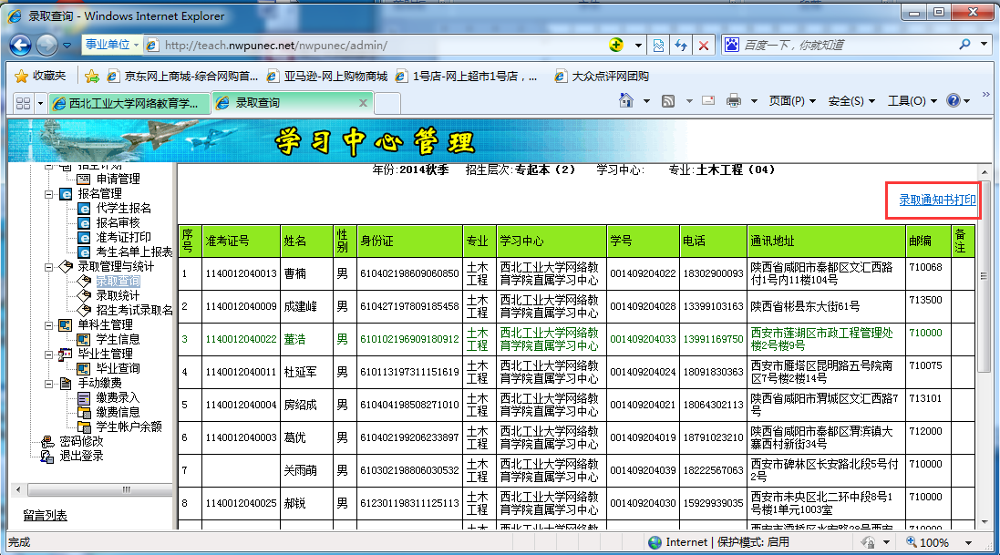 录取查询 - Windows Internet Explorer
事业单位 http://teach.nwpunec.net/nwpunec/admin/ 百度一下，你就知道
收藏夹 京东网上商城-综合网购首... 亚马逊-网上购物商城 1号店-网上超市1号店，... 大众点评网团购
西北工业大学网络教育学... 录取查询 页面(P) 安全(S) 工具(O)
学习中心管理
年份:2014秋季 招生层次:专起本（2） 学习中心: 专业:土木工程（04）
录取通知书打印
招生计划
申请管理
报名管理
代学生报名
报名审核
准考证打印
考生名单上报表
录取管理与统计
录取查询
录取统计
招生考试录取名
单科生管理
学生信息
毕业生管理
毕业查询
手动缴费
缴费录入
缴费信息
学生帐户余额
密码修改
退出登录
留言列表
序号 准考证号 姓名 性别 身份证 专业 学习中心 学号 电话 通讯地址 邮编 备注
1 1140012040013 曹楠 男 610402198609060850 土木工程 西北工业大学网络教育学院直属学习中心 001409204022 18302900093 陕西省咸阳市秦都区文汇西路付1号内11楼104号 710068
2 1140012040009 成建峰 男 610427197809185458 土木工程 西北工业大学网络教育学院直属学习中心 001409204028 13399103163 陕西省彬县东大街61号 713500
3 1140012040022 董浩 男 610102196909180912 土木工程 西北工业大学网络教育学院直属学习中心 001409204033 13991169750 西安市莲湖区市政工程管理处楼2号楼9号 710000
4 1140012040011 杜延军 男 610113197311151619 土木工程 西北工业大学网络教育学院直属学习中心 001409204024 18091830363 西安市雁塔区昆明路五号院南区7号楼2楼14号 710075
5 1140012040004 房绍成 男 610404198508271010 土木工程 西北工业大学网络教育学院直属学习中心 001409204021 18064302113 陕西省咸阳市渭城区文汇西路7号 713101
6 1140012040003 葛优 男 610404199206233897 土木工程 西北工业大学网络教育学院直属学习中心 001409204019 18791023210 陕西省咸阳市秦都区渭滨镇大寨西村新街34号 712000
7 关雨萌 男 610302198806030532 土木工程 西北工业大学网络教育学院直属学习中心 001409204039 18222567063 西安市碑林区长安路北段5号付2号 710000
8 1140012040025 郝锐 男 612301198311125113 土木工程 西北工业大学网络教育学院直属学习中心 001409204030 15929939035 西安市未央区北二环中段8号1号楼1单元1003室 710000
完成 Internet | 保护模式: 启用 100%